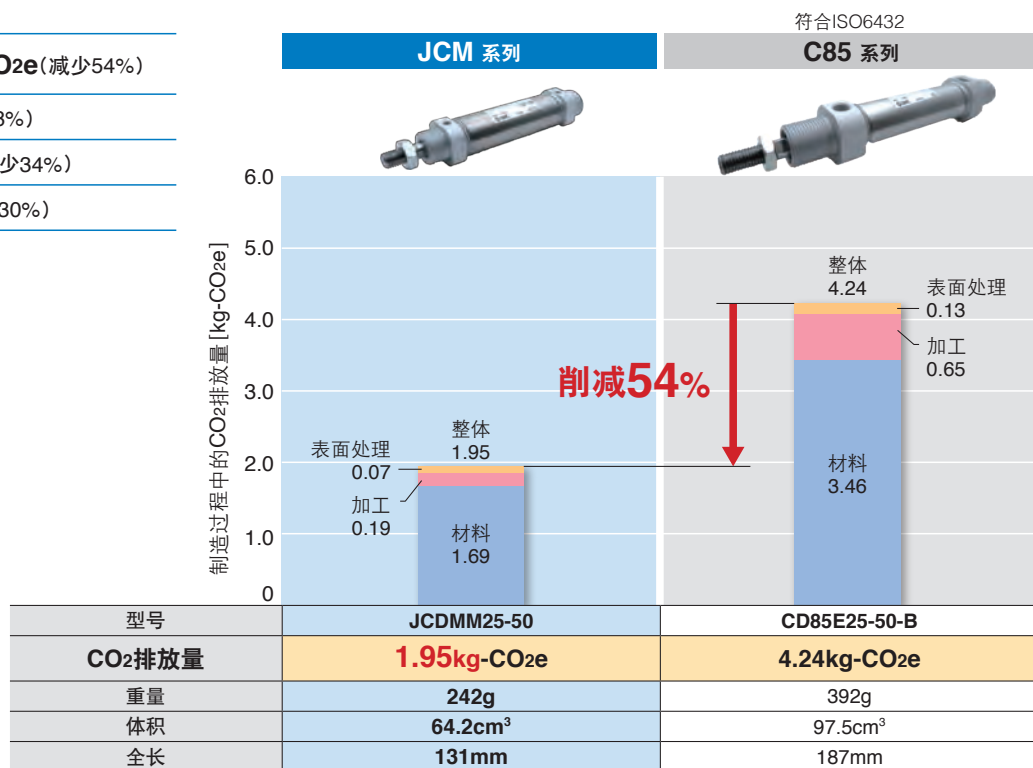 符合ISO6432
JCM 系列
C85 系列
O2e(减少54%)
3%)
少34%)
30%)
6.0
5.0
4.0
3.0
2.0
1.0
0
制造过程中的CO2排放量[kg-CO2e]
整体
4.24
表面处理
0.13
加工
0.65
材料
3.46
削减54%
整体
1.95
表面处理
0.07
加工
0.19
材料
1.69
型号 JCDMM25-50 CD85E25-50-B
CO2排放量 1.95kg-CO2e 4.24kg-CO2e
重量 242g 392g
体积 64.2cm³ 97.5cm³
全长 131mm 187mm